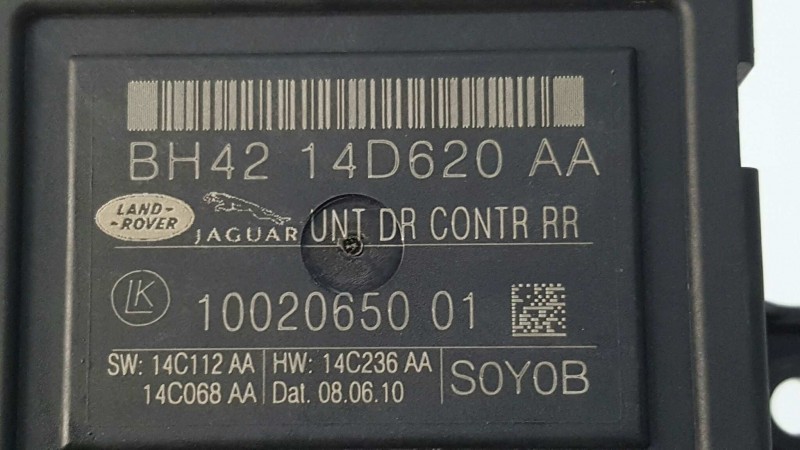 BH42 14D620 AA
LAND-
ROVER
JAGUAR UNT DR CONTR RR
LK 10020650 01
SW: 14C112 AA HW: 14C236 AA
14C068 AA Dat. 08.06.10 S0Y0B